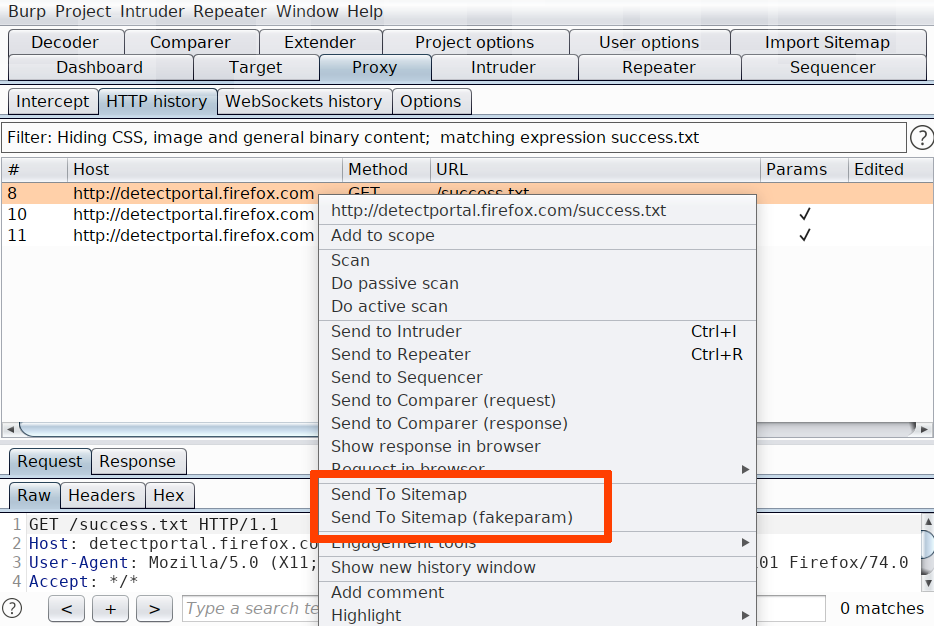 Burp Project Intruder Repeater Window Help
Decoder Comparer Extender Project options User options Import Sitemap
Dashboard Target Proxy Intruder Repeater Sequencer
Intercept HTTP history WebSockets history Options
Filter: Hiding CSS, image and general binary content;  matching expression success.txt ?
# Host Method URL Params Edited
8 http://detectportal.firefox.com GET /success.txt
10 http://detectportal.firefox.com ✓
11 http://detectportal.firefox.com ✓
http://detectportal.firefox.com/success.txt
Add to scope
Scan
Do passive scan
Do active scan
Send to Intruder Ctrl+I
Send to Repeater Ctrl+R
Send to Sequencer
Send to Comparer (request)
Send to Comparer (response)
Show response in browser
Request in browser
Send To Sitemap
Send To Sitemap (fakeparam)
Engagement tools
Show new history window
Add comment
Highlight
Request Response
Raw Headers Hex
1 GET /success.txt HTTP/1.1
2 Host: detectportal.firefox.co
3 User-Agent: Mozilla/5.0 (X11; 01 Firefox/74.0
4 Accept: */*
? < + > Type a search te 0 matches